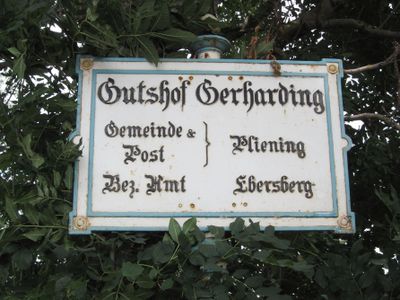 Gutshof Gerharding
Gemeinde & } Pliening
Post
Bez. Amt Ebersberg